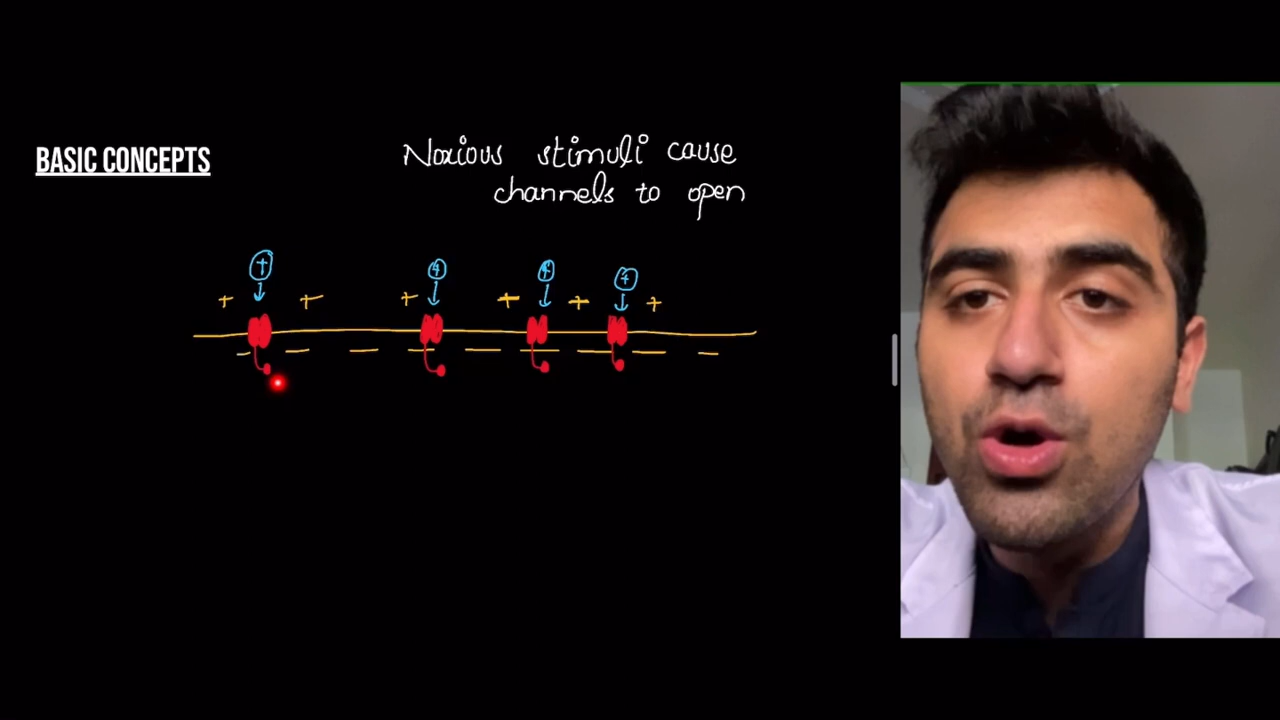 BASIC CONCEPTS
Noxious stimuli cause
channels to open
+ + + +
+ + + + + +